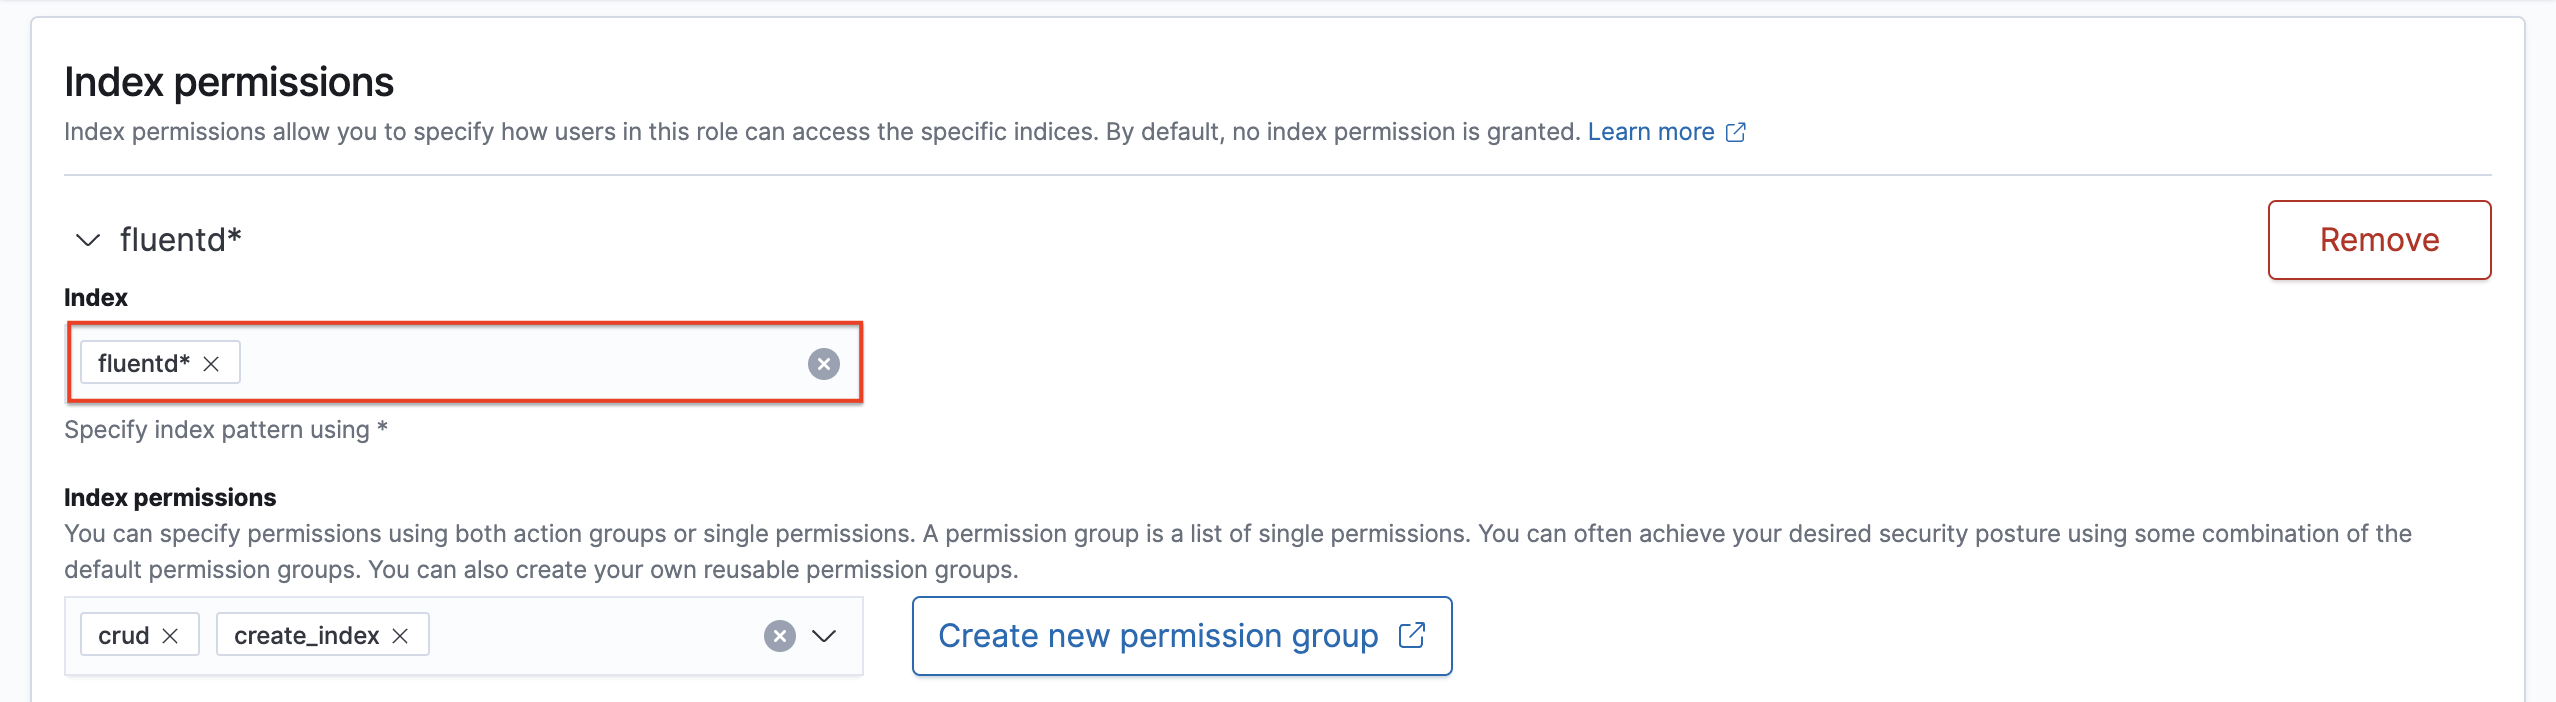 Index permissions
Index permissions allow you to specify how users in this role can access the specific indices. By default, no index permission is granted. Learn more
fluentd*
Remove
Index
fluentd*
Specify index pattern using *
Index permissions
You can specify permissions using both action groups or single permissions. A permission group is a list of single permissions. You can often achieve your desired security posture using some combination of the
default permission groups. You can also create your own reusable permission groups.
crud create_index
Create new permission group